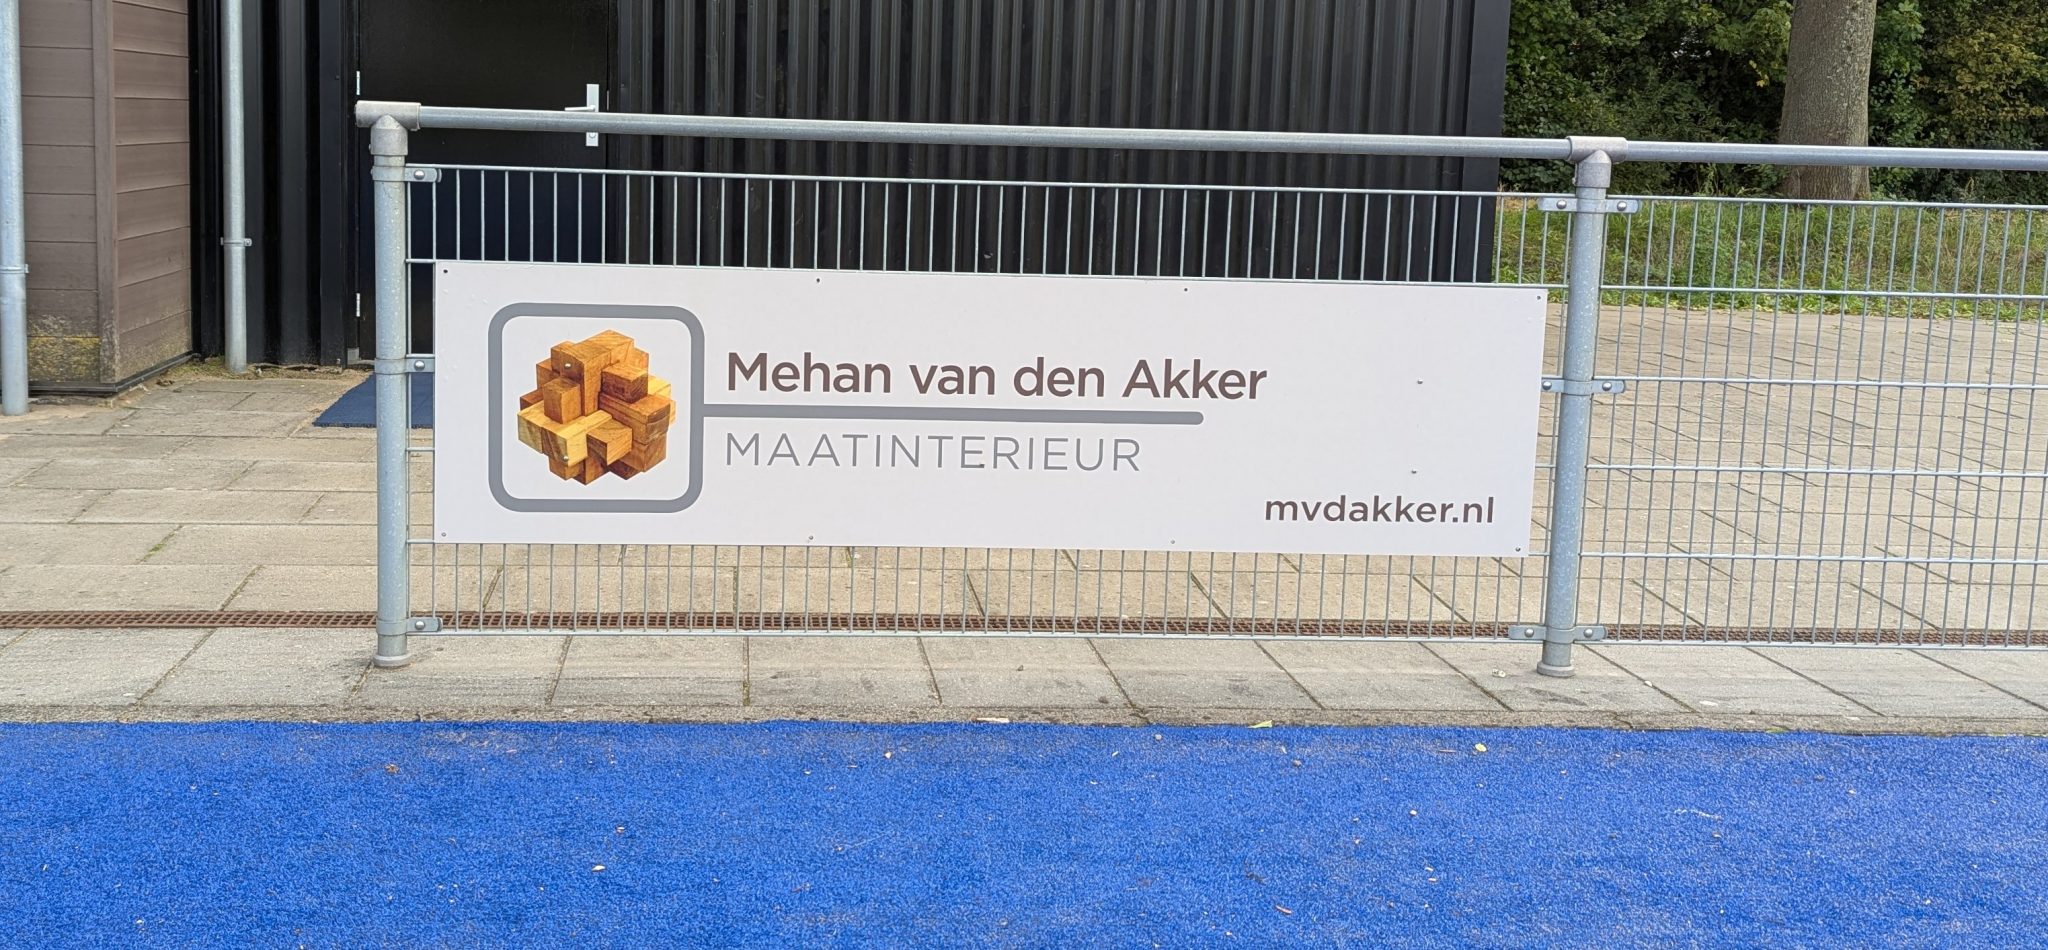 Mehan van den Akker
MAATINTERIEUR
mvdakker.nl